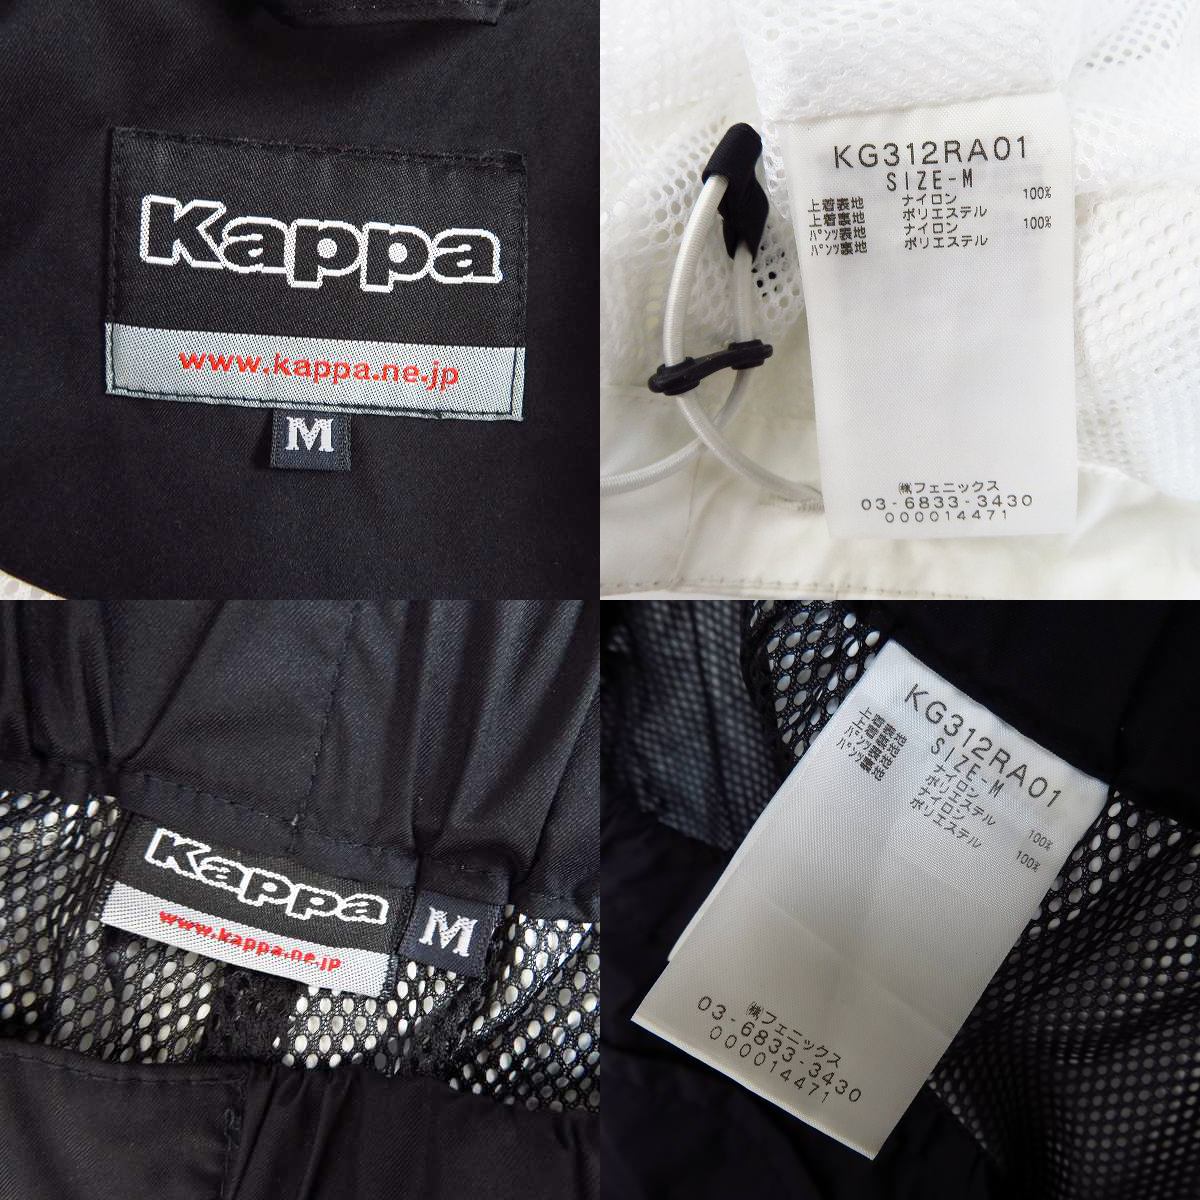 Kappa
www.kappa.ne.jp
M
KG312RA01
SIZE-M
上着表地 ナイロン 100%
上着裏地 ポリエステル
パンツ表地 ナイロン 100%
パンツ裏地 ポリエステル
㈱フェニックス
03-6833-3430
000014471
Kappa
www.kappa.ne.jp
M
KG312RA01
SIZE-M
上着表地 ナイロン 100%
上着裏地 ポリエステル
パンツ表地 ナイロン 100%
パンツ裏地 ポリエステル
㈱フェニックス
03-6833-3430
000014471